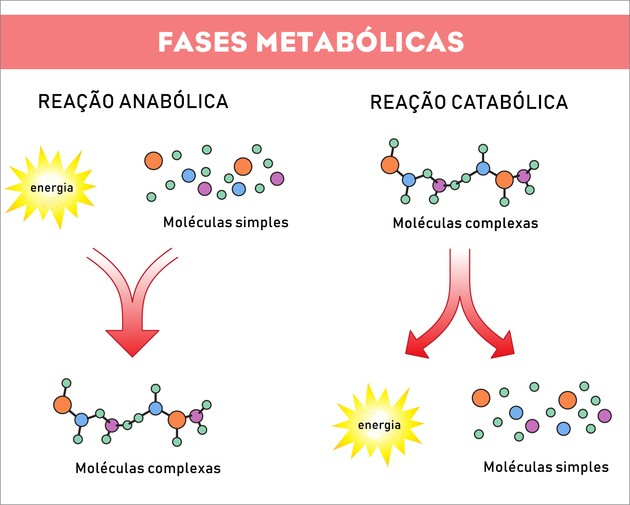 FASES METABÓLICAS
REAÇÃO ANABÓLICA
energia
Moléculas simples
Moléculas complexas
REAÇÃO CATABÓLICA
Moléculas complexas
energia
Moléculas simples